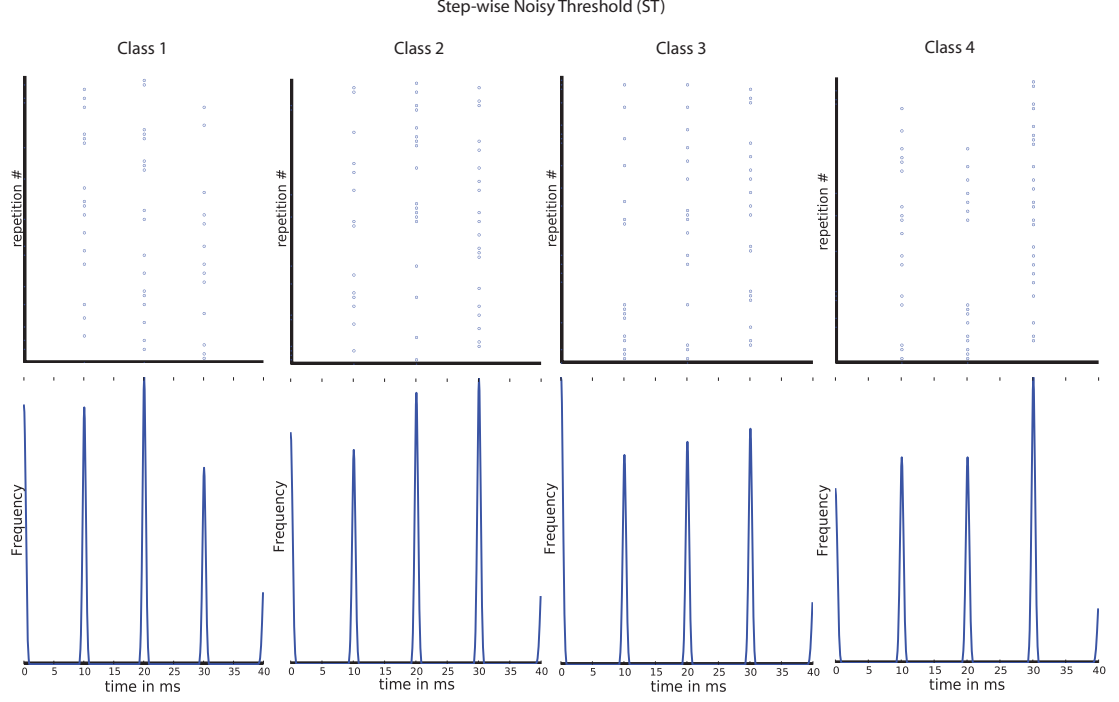 Step-wise Noisy Threshold (ST)
Class 1
Class 2
Class 3
Class 4
repetition #
repetition #
repetition #
repetition #
Frequency
Frequency
Frequency
Frequency
0 5 10 15 20 25 30 35 40
0 5 10 15 20 25 30 35 40
0 5 10 15 20 25 30 35 40
0 5 10 15 20 25 30 35 40
time in ms
time in ms
time in ms
time in ms